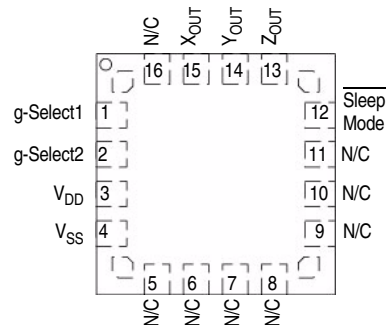 N/C
XOUT
YOUT
ZOUT
16 15 14 13
g-Select1 1
g-Select2 2
VDD 3
VSS 4
12 Sleep
Mode
11 N/C
10 N/C
9 N/C
5 6 7 8
N/C
N/C
N/C
N/C